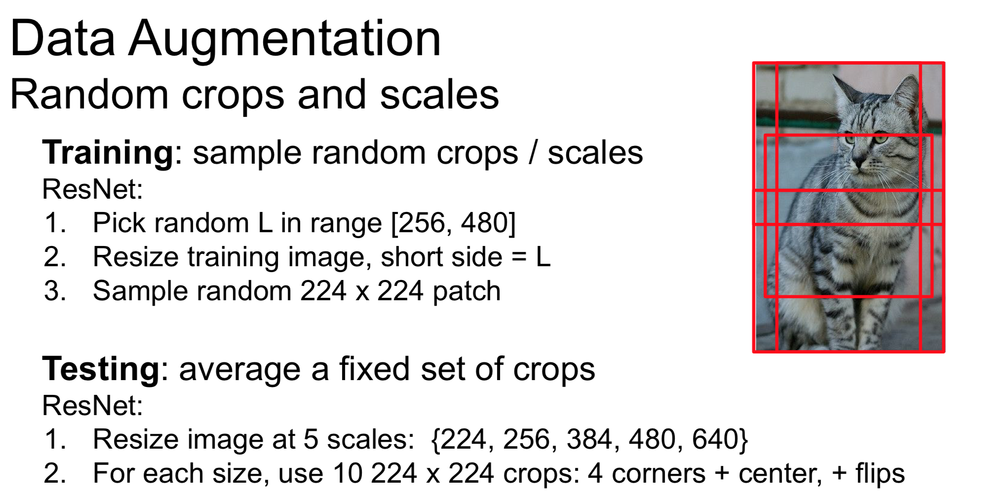 Data Augmentation
Random crops and scales
Training: sample random crops / scales
ResNet:
1. Pick random L in range [256, 480]
2. Resize training image, short side = L
3. Sample random 224 x 224 patch
Testing: average a fixed set of crops
ResNet:
1. Resize image at 5 scales: {224, 256, 384, 480, 640}
2. For each size, use 10 224 x 224 crops: 4 corners + center, + flips